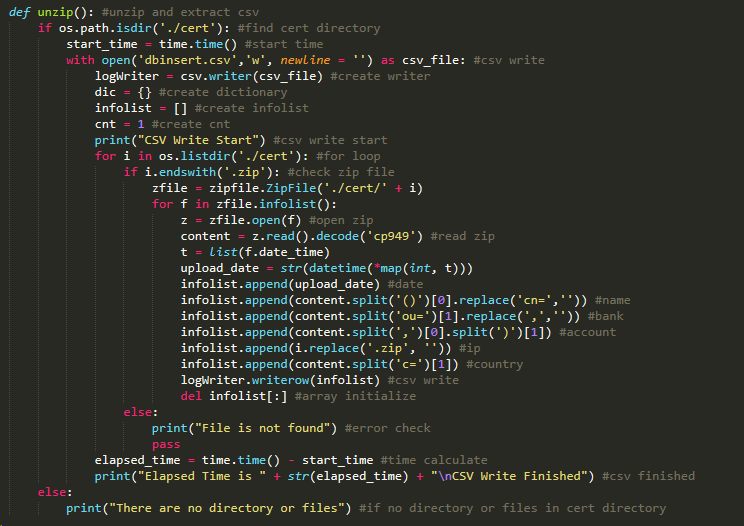 def unzip(): #unzip and extract csv
    if os.path.isdir('./cert'): #find cert directory
        start_time = time.time() #start time
        with open('dbinsert.csv','w', newline = '') as csv_file: #csv write
            logWriter = csv.writer(csv_file) #create writer
            dic = {} #create dictionary
            infolist = [] #create infolist
            cnt = 1 #create cnt
            print("CSV Write Start") #csv write start
            for i in os.listdir('./cert'): #for loop
                if i.endswith('.zip'): #check zip file
                    zfile = zipfile.ZipFile('./cert/' + i)
                    for f in zfile.infolist():
                        z = zfile.open(f) #open zip
                        content = z.read().decode('cp949') #read zip
                        t = list(f.date_time)
                        upload_date = str(datetime(*map(int, t)))
                        infolist.append(upload_date) #date
                        infolist.append(content.split('()')[0].replace('cn=','')) #name
                        infolist.append(content.split('ou=')[1].replace(',','')) #bank
                        infolist.append(content.split(',')[0].split(')')[1]) #account
                        infolist.append(i.replace('.zip', '')) #ip
                        infolist.append(content.split('c=')[1]) #country
                        logWriter.writerow(infolist) #csv write
                        del infolist[:] #array initialize
                else:
                    print("File is not found") #error check
                    pass
            elapsed_time = time.time() - start_time #time calculate
            print("Elapsed Time is " + str(elapsed_time) + "\nCSV Write Finished") #csv finished
    else:
        print("There are no directory or files") #if no directory or files in cert directory